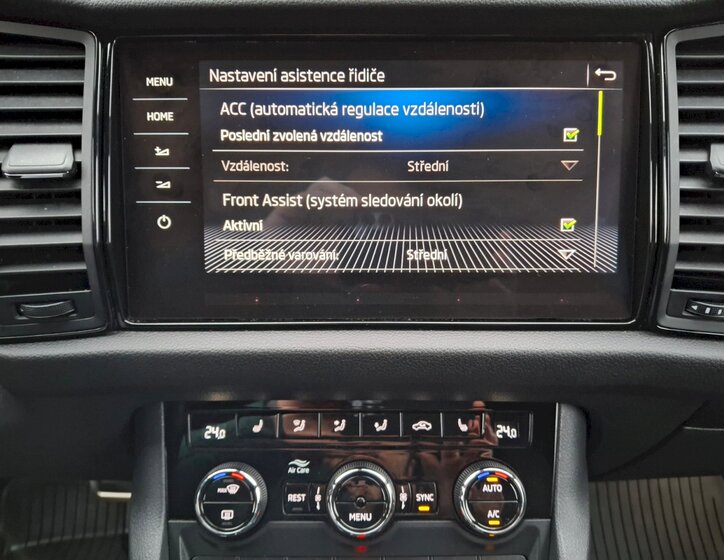 MENU
HOME
Nastavení asistence řidiče
ACC (automatická regulace vzdálenosti)
Poslední zvolená vzdálenost
Vzdálenost: Střední
Front Assist (systém sledování okolí)
Aktivní
Předběžné varování: Střední
24.0 24.0
Air Care
REST MENU SYNC AUTO
A/C